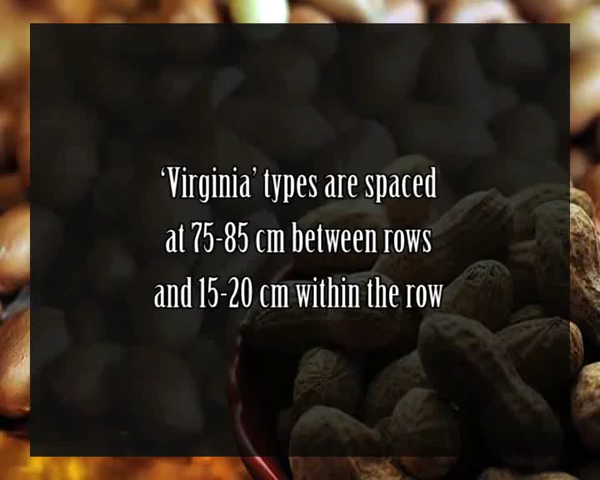 ‘Virginia’ types are spaced
at 75-85 cm between rows
and 15-20 cm within the row